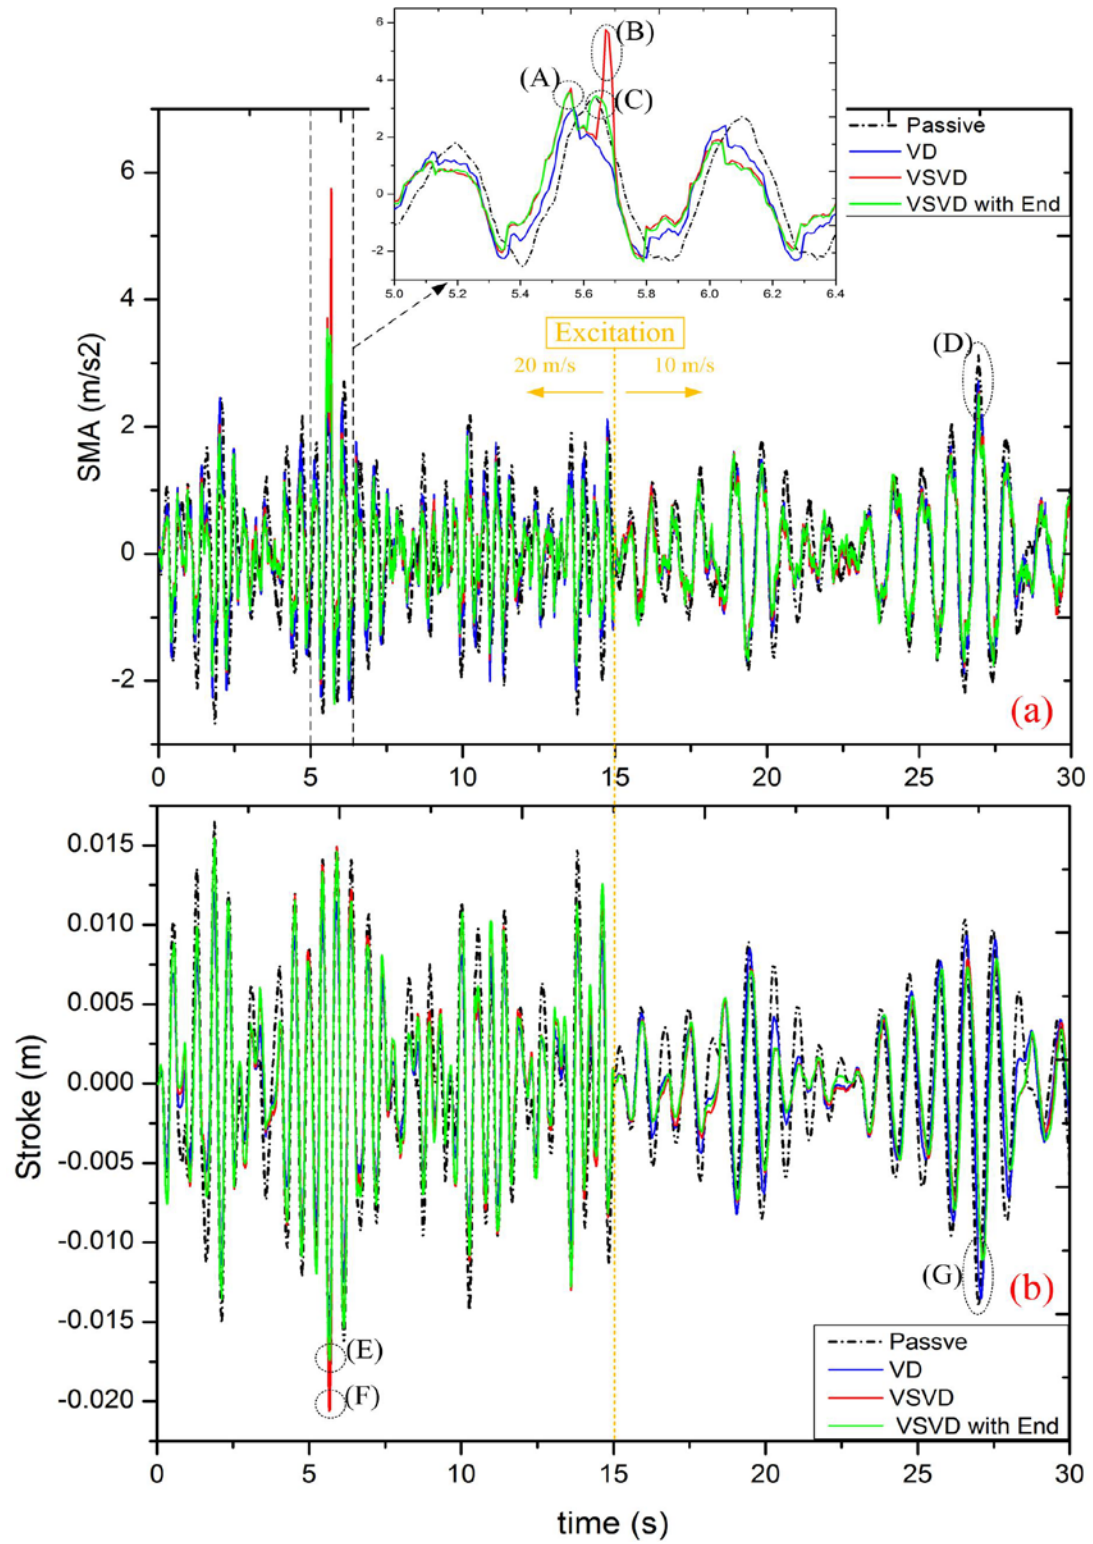 6
4
2
0
-2
5.0 5.2 5.4 5.6 5.8 6.0 6.2 6.4
(A)
(B)
(C)
Passive
VD
VSVD
VSVD with End
SMA (m/s2)
6
4
2
0
-2
Excitation
20 m/s 10 m/s
(D)
(a)
0 5 10 15 20 25 30
Stroke (m)
0.015
0.010
0.005
0.000
-0.005
-0.010
-0.015
-0.020
(E)
(F)
(G)
(b)
Passve
VD
VSVD
VSVD with End
0 5 10 15 20 25 30
time (s)